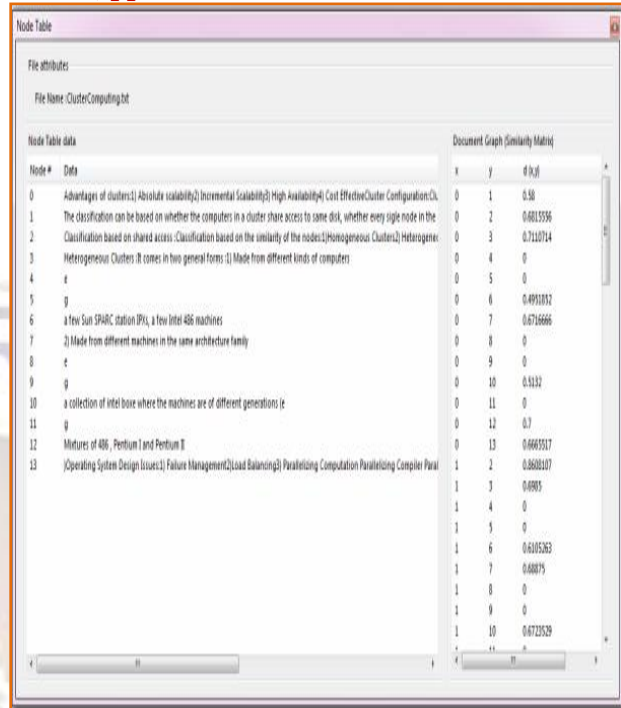 Node Table
File attributes
File Name :ClusterComputing.txt
Node Table data
Node # Data
0 Advantages of clusters:1) Absolute scalability2) Incremental Scalability3) High Availability4) Cost EffectiveCluster Configuration:Clu
1 The classification can be based on whether the computers in a cluster share access to same disk, whether every sigle node in the
2 Classification based on shared access :Classification based on the similarity of the nodes:1)Homogeneous Clusters2) Heterogene
3 Heterogeneous Clusters :It comes in two general forms :1) Made from different kinds of computers
4 e
5 g
6 a few Sun SPARC station IPXs, a few Intel 486 machines
7 2) Made from different machines in the same architecture family
8 e
9 g
10 a collection of intel boxe where the machines are of different generations (e
11 g
12 Mixtures of 486 , Pentium I and Pentium II
13 )Operating System Design Issues:1) Failure Management2)Load Balancing3) Parallelizing Computation Parallelizing Compiler Paral
Document Graph (Similarity Matrix)
x y d (x,y)
0 1 0.58
0 2 0.6815556
0 3 0.7110714
0 4 0
0 5 0
0 6 0.4951852
0 7 0.6716666
0 8 0
0 9 0
0 10 0.5132
0 11 0
0 12 0.7
0 13 0.6665517
1 2 0.8608107
1 3 0.6985
1 4 0
1 5 0
1 6 0.6105263
1 7 0.68875
1 8 0
1 9 0
1 10 0.6723529